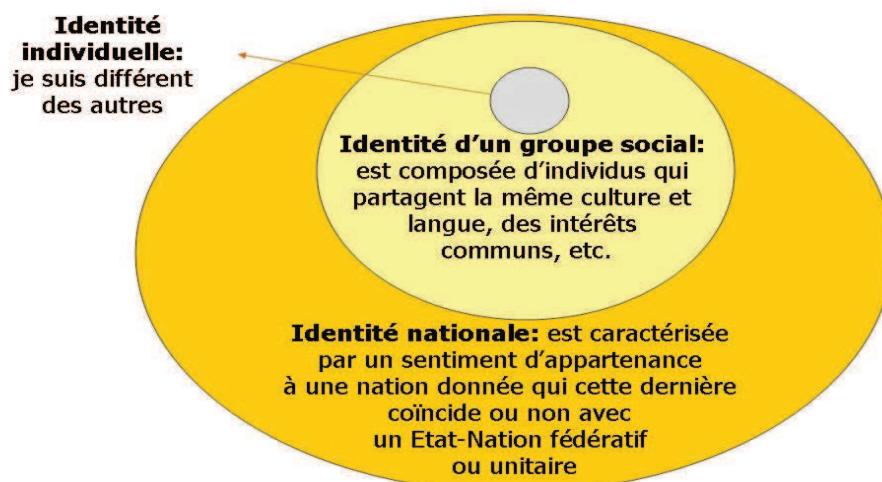 Identité
individuelle:
je suis différent
des autres
Identité d’un groupe social:
est composée d’individus qui
partagent la même culture et
langue, des intérêts
communs, etc.
Identité nationale: est caractérisée
par un sentiment d’appartenance
à une nation donnée qui cette dernière
coïncide ou non avec
un Etat-Nation fédératif
ou unitaire